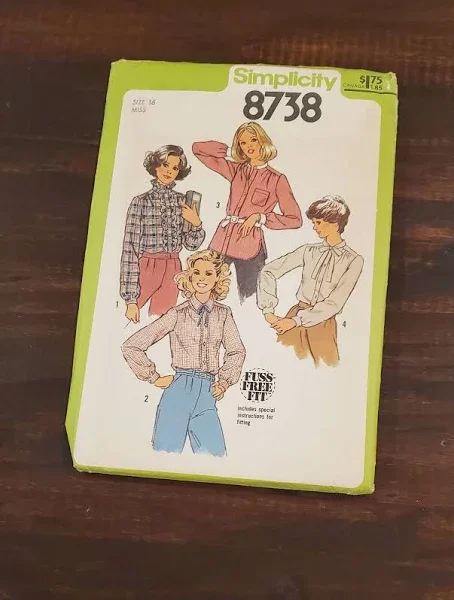 Simplicity
$1.75
CANADA 1.85
8738
SIZE 16
MISS
3
1
4
2
FUSS
FREE
FIT
includes special
instructions for
fitting